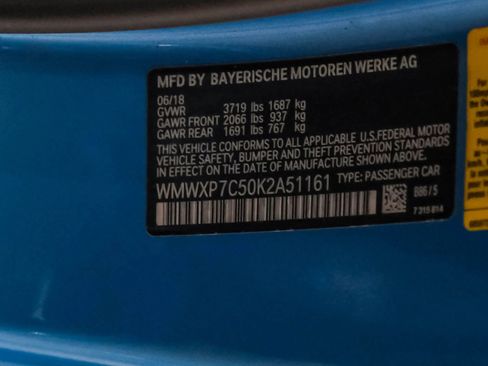 MFD BY BAYERISCHE MOTOREN WERKE AG
06/18
GVWR 3719 lbs 1687 kg
GAWR FRONT 2066 lbs 937 kg
GAWR REAR 1691 lbs 767 kg
THIS VEHICLE CONFORMS TO ALL APPLICABLE U.S.FEDERAL MOTOR
VEHICLE SAFETY, BUMPER AND THEFT PREVENTION STANDARDS
IN EFFECT ON THE DATE OF MANUFACTURE SHOWN ABOVE.
WMWXP7C50K2A51161 TYPE: PASSENGER CAR
B86/5
7 315 814